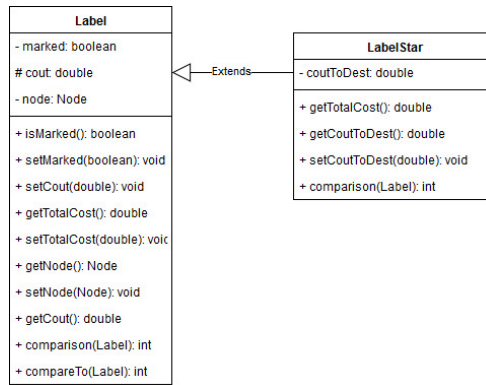 Label
- marked: boolean
# cout: double
- node: Node
+ isMarked(): boolean
+ setMarked(boolean): void
+ setCout(double): void
+ getTotalCost(): double
+ setTotalCost(double): void
+ getNode(): Node
+ setNode(Node): void
+ getCout(): double
+ comparison(Label): int
+ compareTo(Label): int
Extends
LabelStar
- coutToDest: double
+ getTotalCost(): double
+ getCoutToDest(): double
+ setCoutToDest(double): void
+ comparison(Label): int